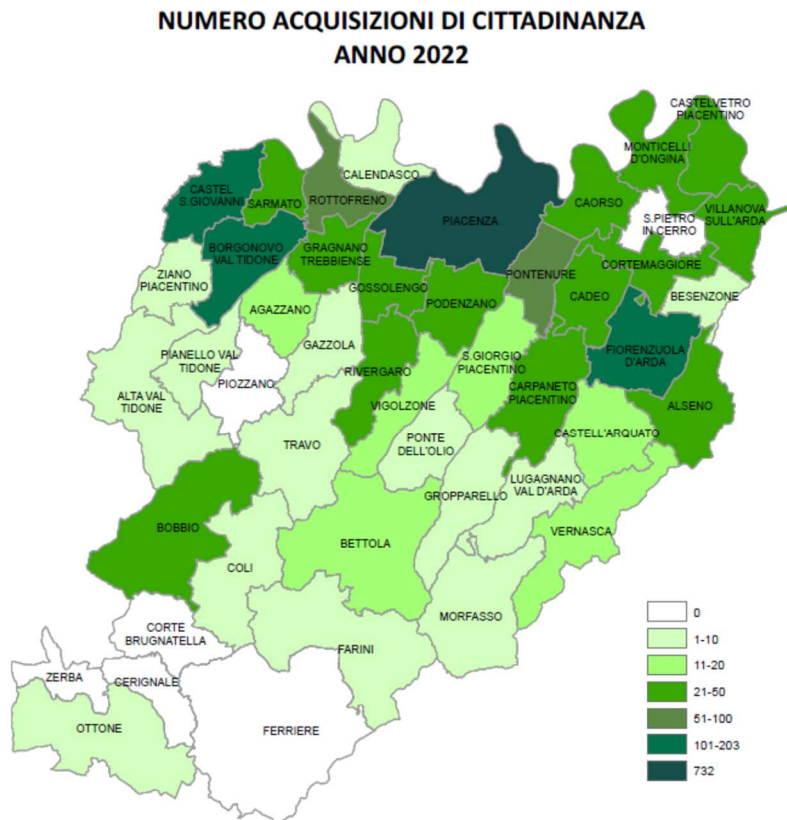 NUMERO ACQUISIZIONI DI CITTADINANZA
ANNO 2022
CASTELVETRO
PIACENTINO
MONTICELLI
D'ONGINA
CALENDASCO
CASTEL
S.GIOVANNI
SARMATO
ROTTOFRENO
CAORSO
VILLANOVA
SULL'ARDA
S.PIETRO
IN CERRO
PIACENZA
BORGONOVO
VAL TIDONE
GRAGNANO
TREBBIENSE
ZIANO
PIACENTINO
GOSSOLENGO
PODENZANO
PONTENURE
CADEO
CORTEMAGGIORE
BESENZONE
AGAZZANO
GAZZOLA
PIANELLO VAL
TIDONE
PIOZZANO
RIVERGARO
S.GIORGIO
PIACENTINO
FIORENZUOLA
D'ARDA
ALTA VAL
TIDONE
VIGOLZONE
CARPANETO
PIACENTINO
ALSENO
TRAVO
PONTE
DELL'OLIO
CASTELL'ARQUATO
GROPPARELLO
LUGAGNANO
VAL D'ARDA
BOBBIO
BETTOLA
VERNASCA
COLI
MORFASSO
CORTE
BRUGNATELLA
FARINI
ZERBA
CERIGNALE
OTTONE
FERRIERE
0
1-10
11-20
21-50
51-100
101-203
732